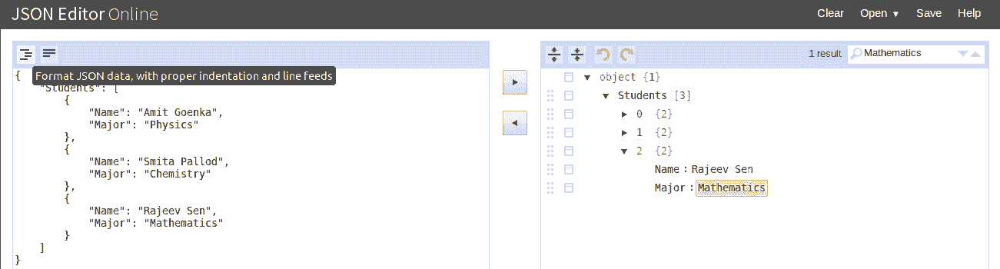 JSON Editor Online
Clear Open ▼ Save Help
1 result Mathematics
Format JSON data, with proper indentation and line feeds
{
    "Students": [
        {
            "Name": "Amit Goenka",
            "Major": "Physics"
        },
        {
            "Name": "Smita Pallod",
            "Major": "Chemistry"
        },
        {
            "Name": "Rajeev Sen",
            "Major": "Mathematics"
        }
    ]
}
▼ object {1}
▼ Students [3]
► 0 {2}
► 1 {2}
▼ 2 {2}
Name : Rajeev Sen
Major : Mathematics